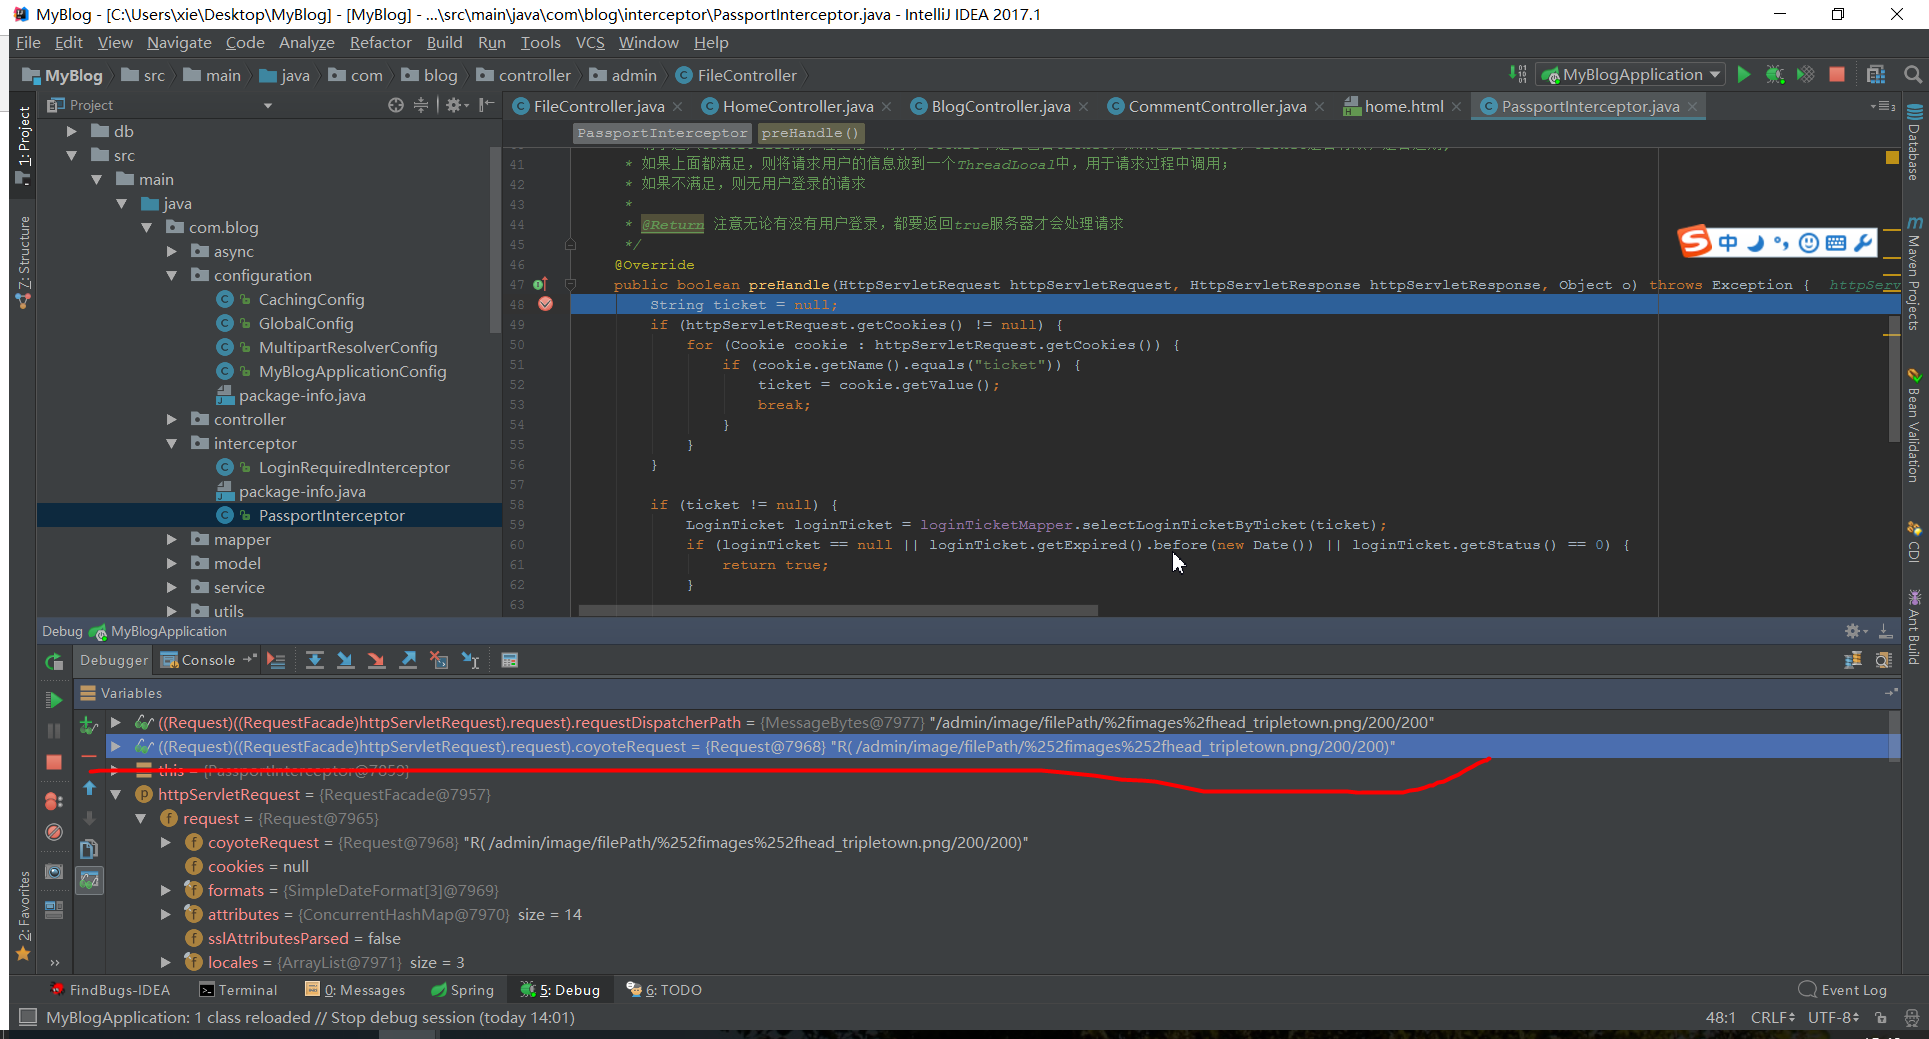 MyBlog - [C:\Users\xie\Desktop\MyBlog] - [MyBlog] - ...\src\main\java\com\blog\interceptor\PassportInterceptor.java - IntelliJ IDEA 2017.1
File Edit View Navigate Code Analyze Refactor Build Run Tools VCS Window Help
MyBlog src main java com blog controller admin FileController MyBlogApplication
Project
FileController.java HomeController.java BlogController.java CommentController.java home.html PassportInterceptor.java
PassportInterceptor preHandle()
1: Project
7: Structure
2: Favorites
db
src
main
java
com.blog
async
configuration
CachingConfig
GlobalConfig
MultipartResolverConfig
MyBlogApplicationConfig
package-info.java
controller
interceptor
LoginRequiredInterceptor
package-info.java
PassportInterceptor
mapper
model
service
utils
41 * 如果上面都满足，则将请求用户的信息放到一个ThreadLocal中，用于请求过程中调用；
42 * 如果不满足，则无用户登录的请求
43 *
44 * @Return 注意无论有没有用户登录，都要返回true服务器才会处理请求
45 */
46 @Override
47 public boolean preHandle(HttpServletRequest httpServletRequest, HttpServletResponse httpServletResponse, Object o) throws Exception { httpServ
48 String ticket = null;
49 if (httpServletRequest.getCookies() != null) {
50 for (Cookie cookie : httpServletRequest.getCookies()) {
51 if (cookie.getName().equals("ticket")) {
52 ticket = cookie.getValue();
53 break;
54 }
55 }
56 }
57
58 if (ticket != null) {
59 LoginTicket loginTicket = loginTicketMapper.selectLoginTicketByTicket(ticket);
60 if (loginTicket == null || loginTicket.getExpired().before(new Date()) || loginTicket.getStatus() == 0) {
61 return true;
62 }
63
中
Database
Maven Projects
Bean Validation
CDI
Ant Build
Debug MyBlogApplication
Debugger Console
Variables
((Request)((RequestFacade)httpServletRequest).request).requestDispatcherPath = {MessageBytes@7977} "/admin/image/filePath/%2fimages%2fhead_tripletown.png/200/200"
((Request)((RequestFacade)httpServletRequest).request).coyoteRequest = {Request@7968} "R( /admin/image/filePath/%252fimages%252fhead_tripletown.png/200/200)"
this = {PassportInterceptor@7859}
httpServletRequest = {RequestFacade@7957}
request = {Request@7965}
coyoteRequest = {Request@7968} "R( /admin/image/filePath/%252fimages%252fhead_tripletown.png/200/200)"
cookies = null
formats = {SimpleDateFormat[3]@7969}
attributes = {ConcurrentHashMap@7970} size = 14
sslAttributesParsed = false
locales = {ArrayList@7971} size = 3
FindBugs-IDEA Terminal 0: Messages Spring 5: Debug 6: TODO Event Log
MyBlogApplication: 1 class reloaded // Stop debug session (today 14:01) 48:1 CRLF UTF-8